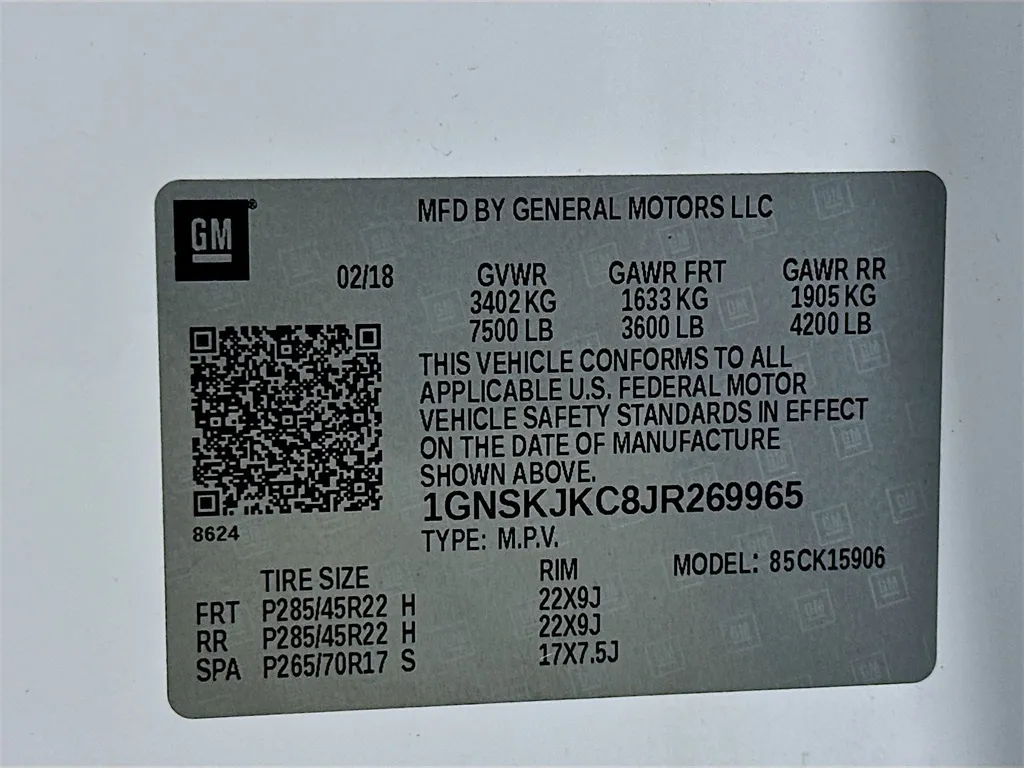 GM
MFD BY GENERAL MOTORS LLC
02/18 GVWR GAWR FRT GAWR RR
3402 KG 1633 KG 1905 KG
7500 LB 3600 LB 4200 LB
THIS VEHICLE CONFORMS TO ALL
APPLICABLE U.S. FEDERAL MOTOR
VEHICLE SAFETY STANDARDS IN EFFECT
ON THE DATE OF MANUFACTURE
SHOWN ABOVE.
1GNSKJKC8JR269965
8624
TYPE: M.P.V.
MODEL: 85CK15906
TIRE SIZE RIM
FRT P285/45R22 H 22X9J
RR P285/45R22 H 22X9J
SPA P265/70R17 S 17X7.5J